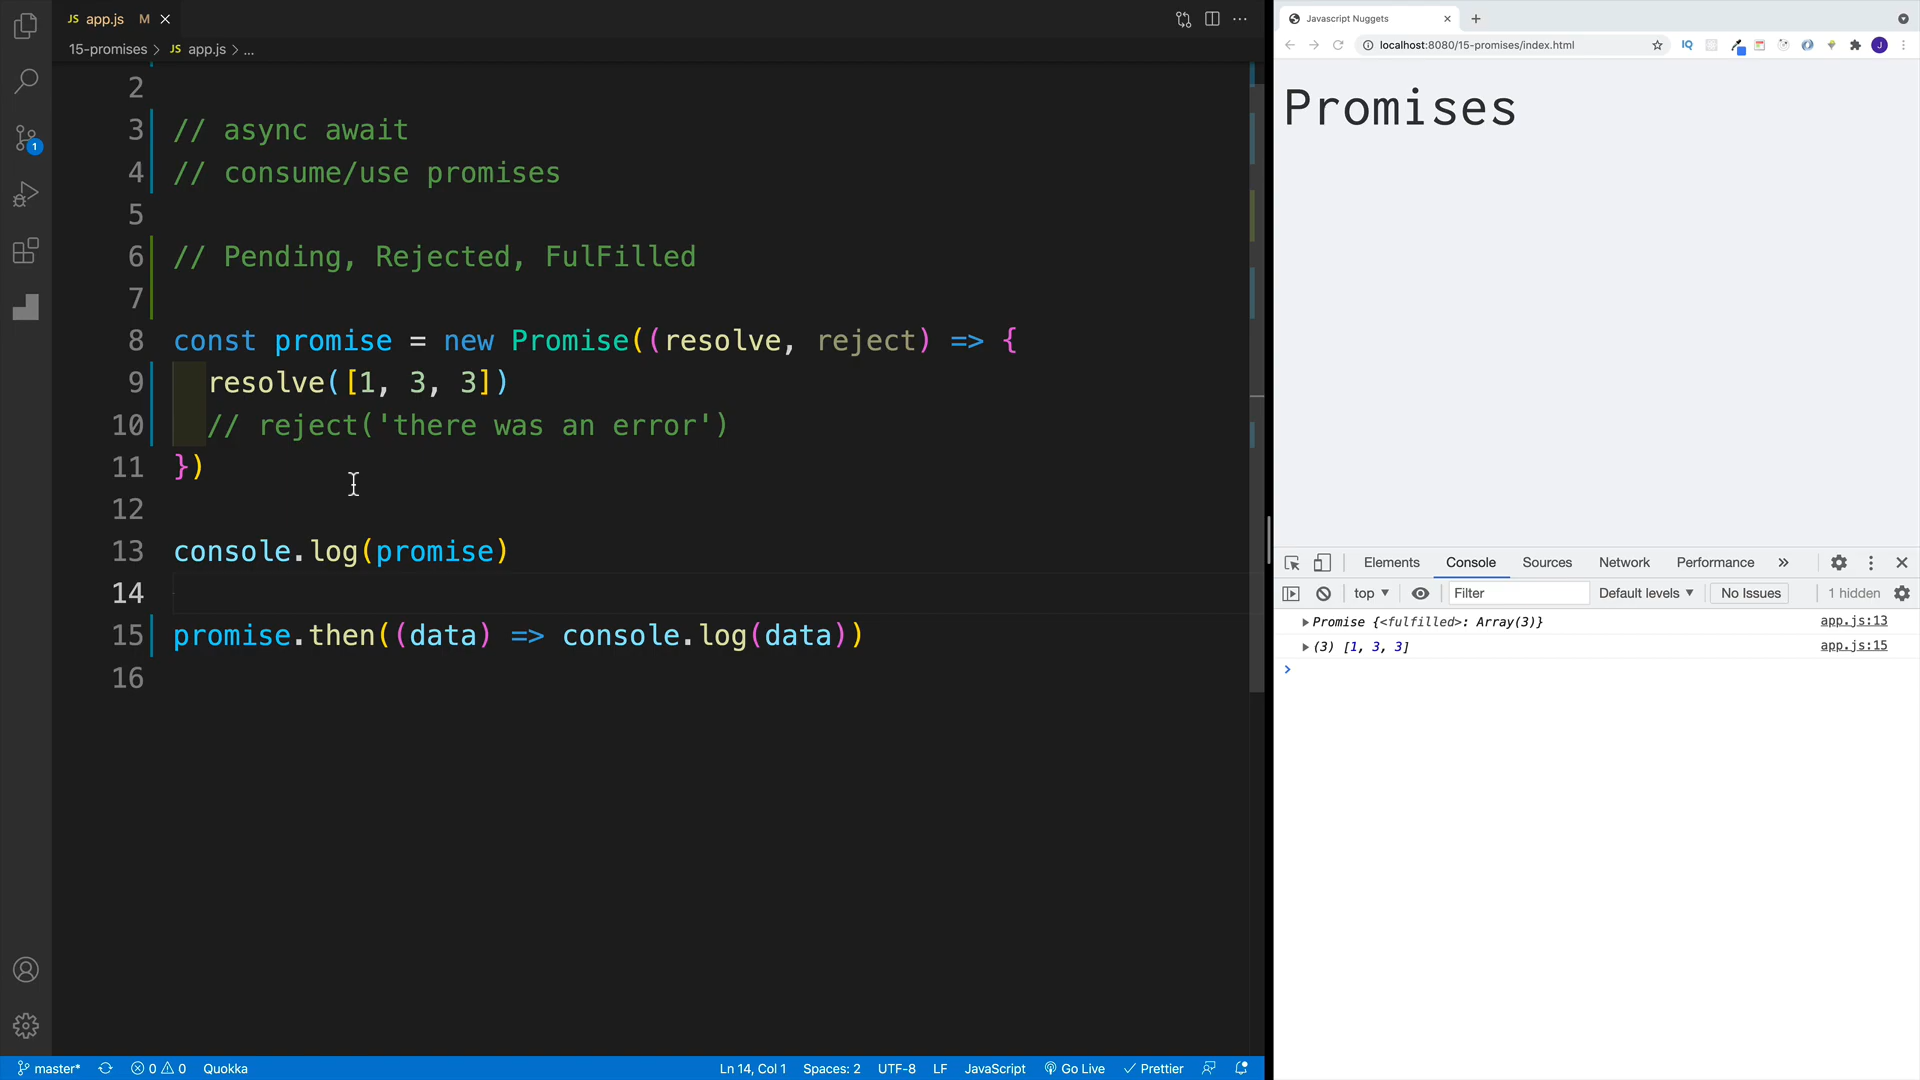 JS app.js M
15-promises > JS app.js > ...
2
3 // async await
4 // consume/use promises
5
6 // Pending, Rejected, FulFilled
7
8 const promise = new Promise((resolve, reject) => {
9 resolve([1, 3, 3])
10 // reject('there was an error')
11 })
12
13 console.log(promise)
14
15 promise.then((data) => console.log(data))
16
1
master* 0 0 Quokka Ln 14, Col 1 Spaces: 2 UTF-8 LF JavaScript Go Live Prettier
Javascript Nuggets
localhost:8080/15-promises/index.html IQ J
Promises
Elements Console Sources Network Performance
top Filter Default levels No Issues 1 hidden
Promise {<fulfilled>: Array(3)} app.js:13
(3) [1, 3, 3] app.js:15